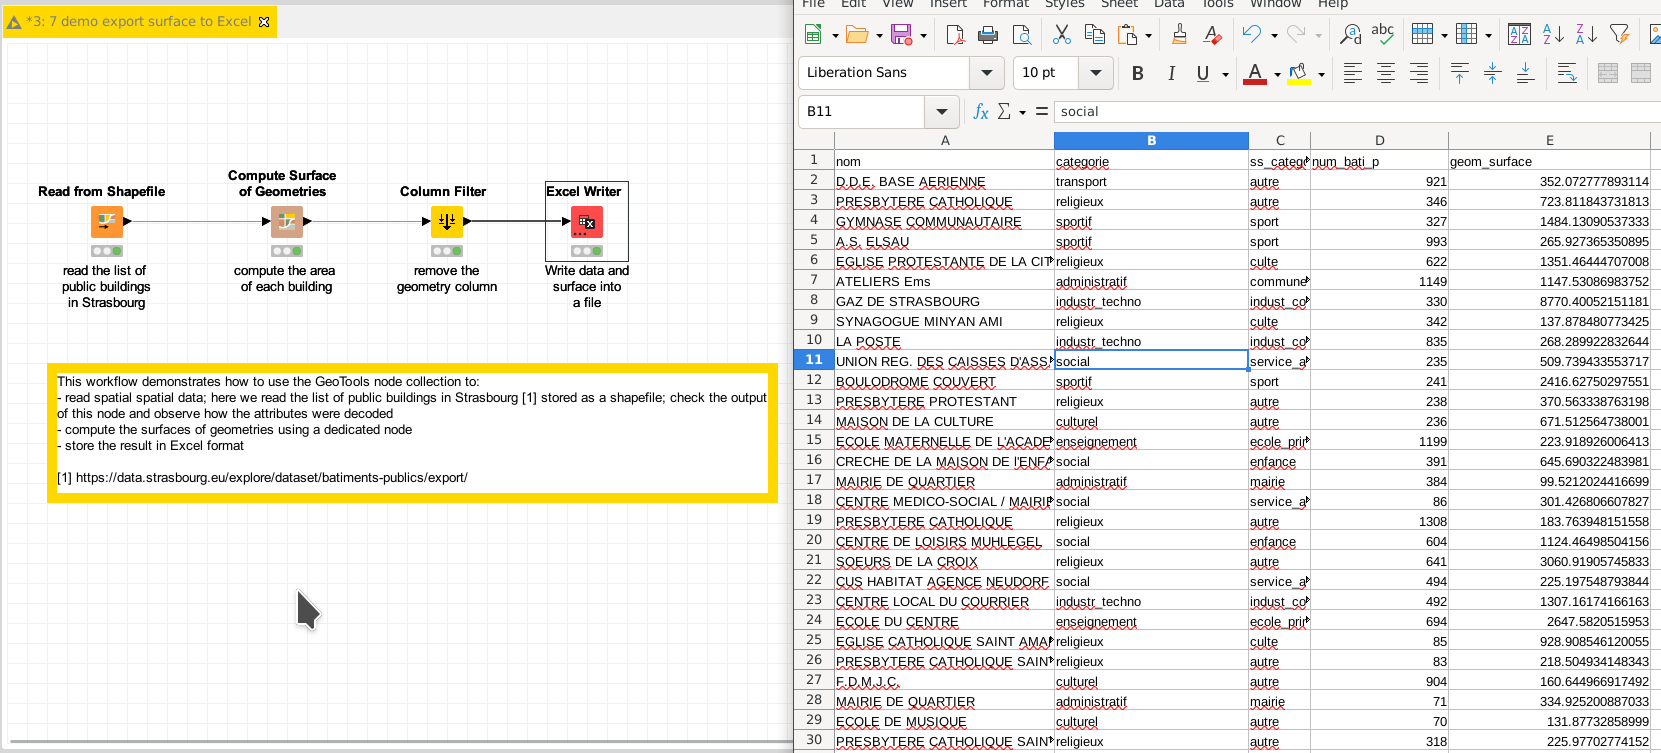 *3: 7 demo export surface to Excel
Read from Shapefile
read the list of
public buildings
in Strasbourg
Compute Surface
of Geometries
compute the area
of each building
Column Filter
remove the
geometry column
Excel Writer
Write data and
surface into
a file
This workflow demonstrates how to use the GeoTools node collection to:
- read spatial spatial data; here we read the list of public buildings in Strasbourg [1] stored as a shapefile; check the output
of this node and observe how the attributes were decoded
- compute the surfaces of geometries using a dedicated node
- store the result in Excel format
[1] https://data.strasbourg.eu/explore/dataset/batiments-publics/export/
File Edit View Insert Format Styles Sheet Data Tools Window Help
Liberation Sans 10 pt B I U A
B11 fx Σ = social
A B C D E
1 nom categorie ss_catego num_bati_p geom_surface
2 D.D.E. BASE AERIENNE transport autre 921 352.072777893114
3 PRESBYTERE CATHOLIQUE religieux autre 346 723.811843731813
4 GYMNASE COMMUNAUTAIRE sportif sport 327 1484.13090537333
5 A.S. ELSAU sportif sport 993 265.927365350895
6 EGLISE PROTESTANTE DE LA CIT religieux culte 622 1351.46444707008
7 ATELIERS Ems administratif commune 1149 1147.53086983752
8 GAZ DE STRASBOURG industr_techno indust_co 330 8770.40052151181
9 SYNAGOGUE MINYAN AMI religieux culte 342 137.878480773425
10 LA POSTE industr_techno indust_co 835 268.289922832644
11 UNION REG. DES CAISSES D'ASS social service_a 235 509.739433553717
12 BOULODROME COUVERT sportif sport 241 2416.62750297551
13 PRESBYTERE PROTESTANT religieux autre 238 370.563338763198
14 MAISON DE LA CULTURE culturel autre 236 671.512564738001
15 ECOLE MATERNELLE DE L'ACADE enseignement ecole_prir 1199 223.918926006413
16 CRECHE DE LA MAISON DE l'ENFA social enfance 391 645.690322483981
17 MAIRIE DE QUARTIER administratif mairie 384 99.5212024416699
18 CENTRE MEDICO-SOCIAL / MAIRIE social service_a 86 301.426806607827
19 PRESBYTERE CATHOLIQUE religieux autre 1308 183.763948151558
20 CENTRE DE LOISIRS MUHLEGEL social enfance 604 1124.46498504156
21 SOEURS DE LA CROIX religieux autre 641 3060.91905745833
22 CUS HABITAT AGENCE NEUDORF social service_a 494 225.197548793844
23 CENTRE LOCAL DU COURRIER industr_techno indust_co 492 1307.16174166163
24 ECOLE DU CENTRE enseignement ecole_prir 694 2647.5820515953
25 EGLISE CATHOLIQUE SAINT AMA religieux culte 85 928.908546120055
26 PRESBYTERE CATHOLIQUE SAIN religieux autre 83 218.504934148343
27 F.D.M.J.C. culturel autre 904 160.644966917492
28 MAIRIE DE QUARTIER administratif mairie 71 334.925200887033
29 ECOLE DE MUSIQUE culturel autre 70 131.87732858999
30 PRESBYTERE CATHOLIQUE SAIN religieux autre 318 225.97702774152